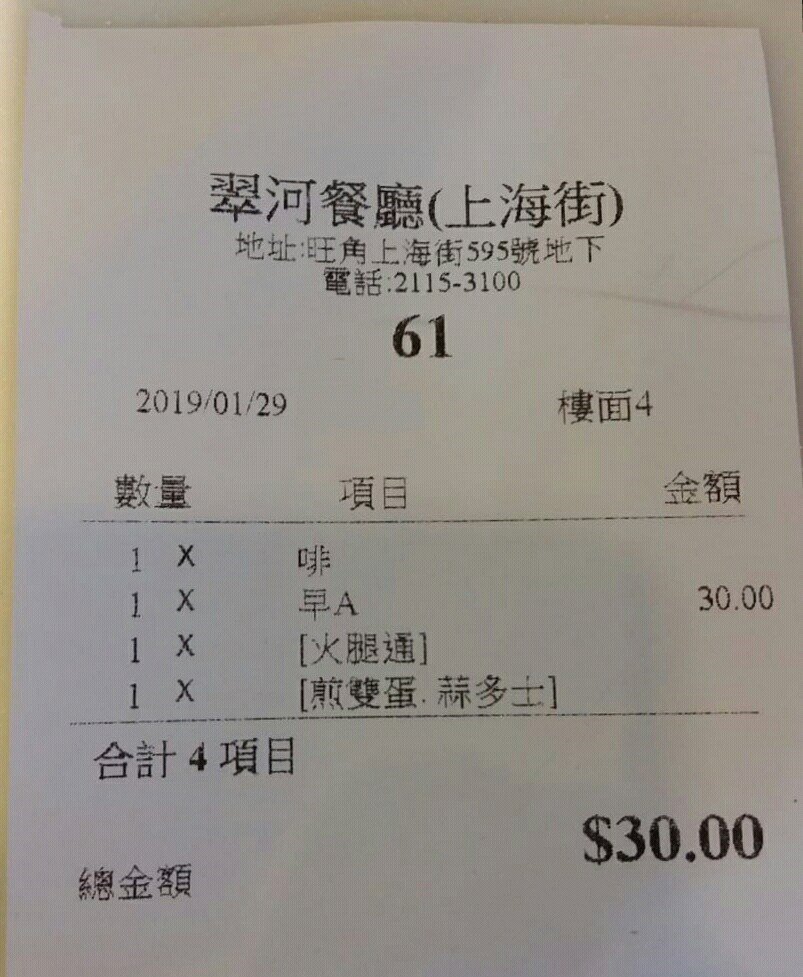 翠河餐廳(上海街)
地址:旺角上海街595號地下
電話:2115-3100
61
2019/01/29 樓面4
數量 項目 金額
1 X 啡
1 X 早A 30.00
1 X [火腿通]
1 X [煎雙蛋. 蒜多士]
合計 4 項目
$30.00
總金額